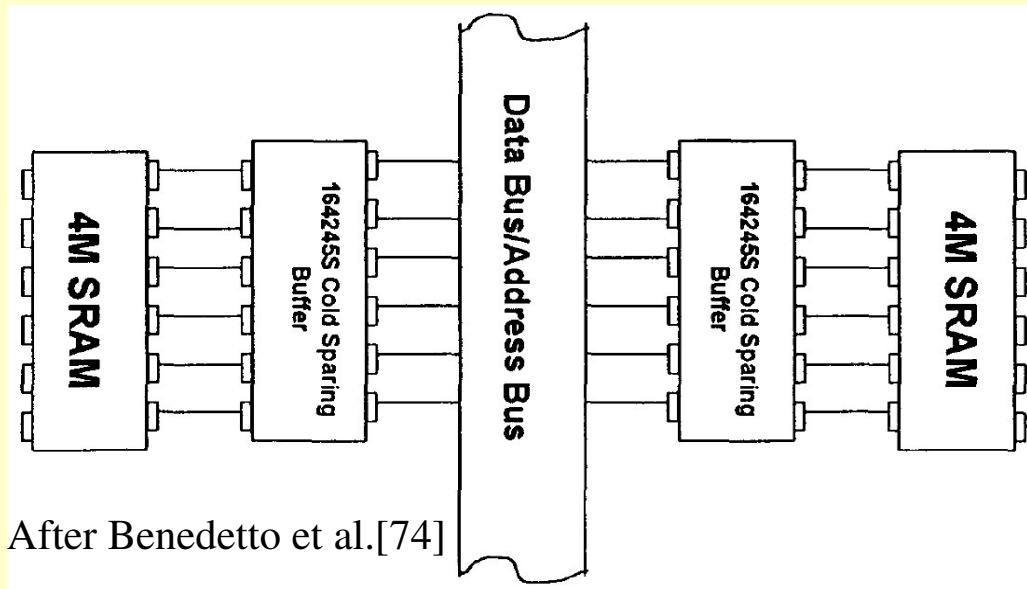 4M SRAM
164245S Cold Sparing
Buffer
Data Bus/Address Bus
164245S Cold Sparing
Buffer
4M SRAM
After Benedetto et al.[74]